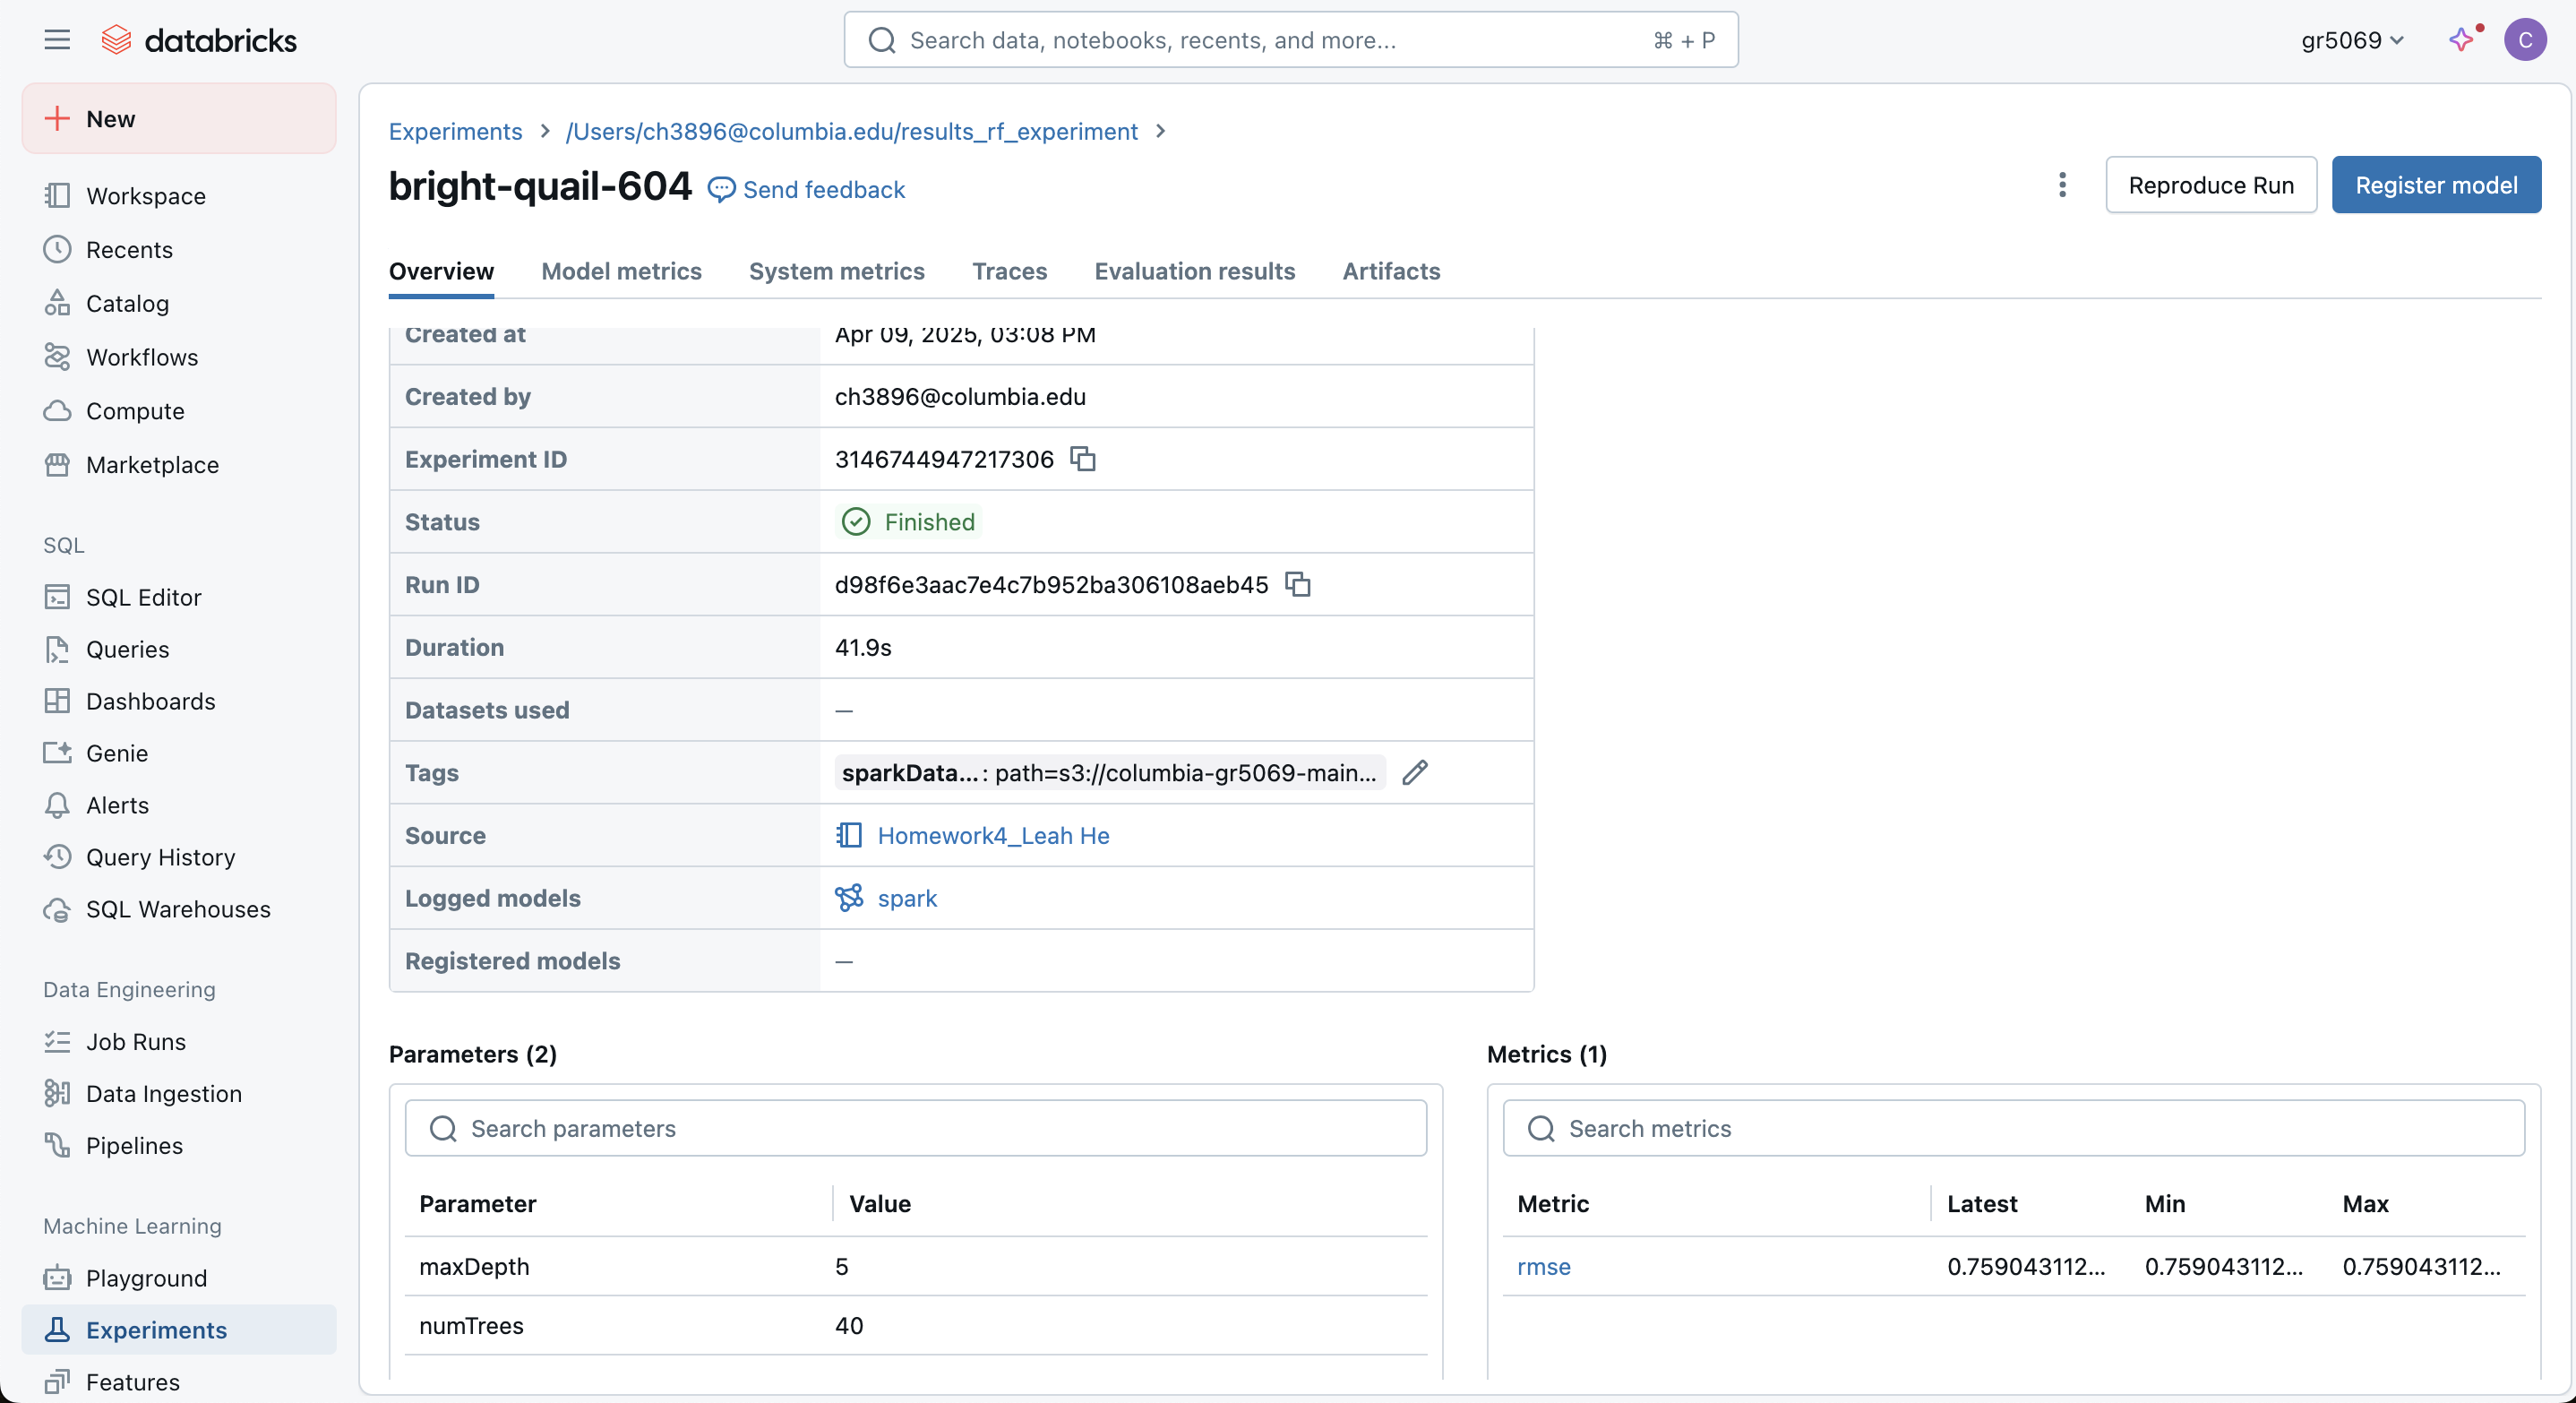 databricks
Search data, notebooks, recents, and more...
⌘ + P
gr5069
C
New
Workspace
Recents
Catalog
Workflows
Compute
Marketplace
SQL
SQL Editor
Queries
Dashboards
Genie
Alerts
Query History
SQL Warehouses
Data Engineering
Job Runs
Data Ingestion
Pipelines
Machine Learning
Playground
Experiments
Features
Experiments > /Users/ch3896@columbia.edu/results_rf_experiment >
bright-quail-604 Send feedback
Reproduce Run
Register model
Overview Model metrics System metrics Traces Evaluation results Artifacts
Created at Apr 09, 2025, 03:08 PM
Created by ch3896@columbia.edu
Experiment ID 3146744947217306
Status Finished
Run ID d98f6e3aac7e4c7b952ba306108aeb45
Duration 41.9s
Datasets used —
Tags sparkData...: path=s3://columbia-gr5069-main...
Source Homework4_Leah He
Logged models spark
Registered models —
Parameters (2)
Search parameters
Parameter Value
maxDepth 5
numTrees 40
Metrics (1)
Search metrics
Metric Latest Min Max
rmse 0.759043112... 0.759043112... 0.759043112...